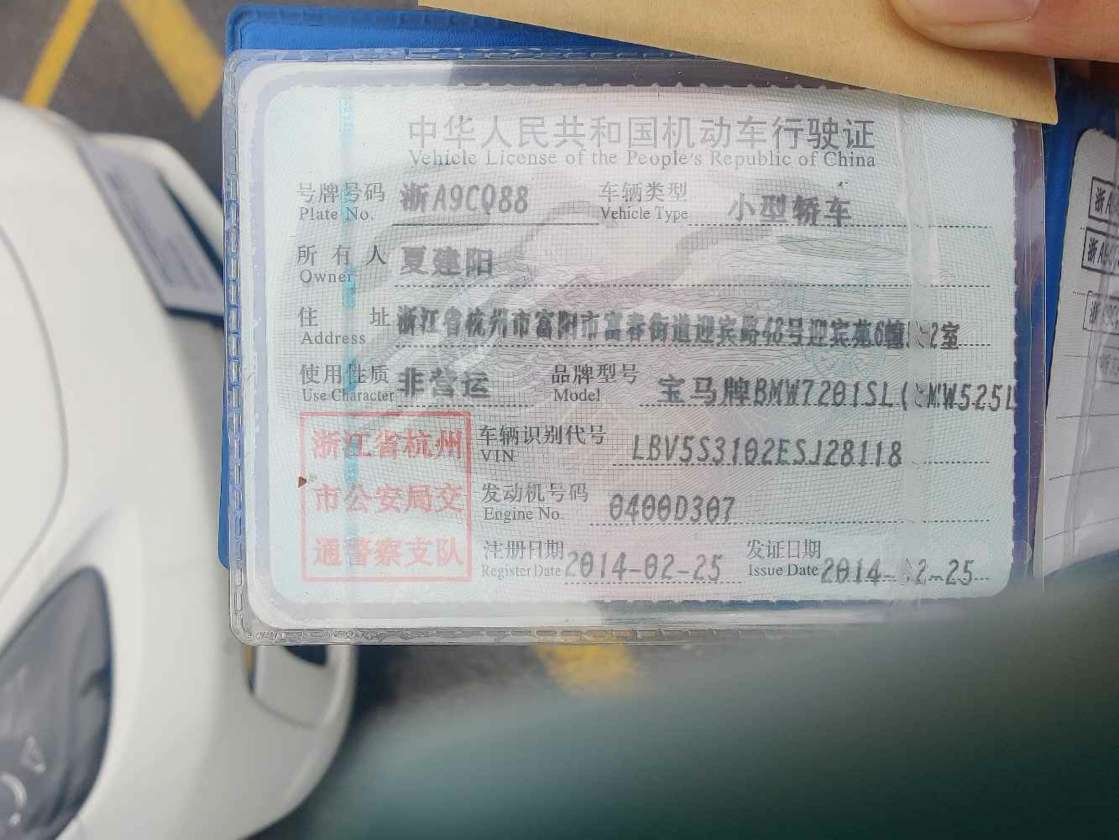 中华人民共和国机动车行驶证
Vehicle License of the People's Republic of China
号牌号码 浙A9CQ88 车辆类型 小型轿车
Plate No. Vehicle Type
所有人 夏建阳
Owner
住址 浙江省杭州市富阳市富春街道迎宾路48号迎宾苑6幢
Address
使用性质 非营运 品牌型号 宝马牌BMW7201SL(BMW525L
Use Character Model
浙江省杭州
市公安局交
通警察支队
车辆识别代号 LBV5S3102ESJ28118
VIN
发动机号码 0400D307
Engine No.
注册日期 2014-02-25 发证日期 2014-02-25
Register Date Issue Date